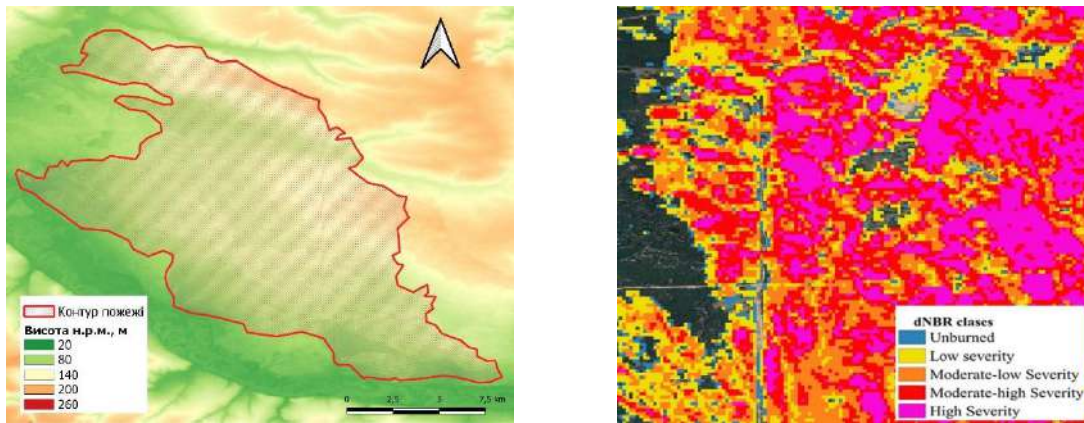 Контур пожежі
Висота н.р.м., м
20
80
140
200
260
0 2,5 5 7,5 km
dNBR clases
Unburned
Low severity
Moderate-low Severity
Moderate-high Severity
High Severity